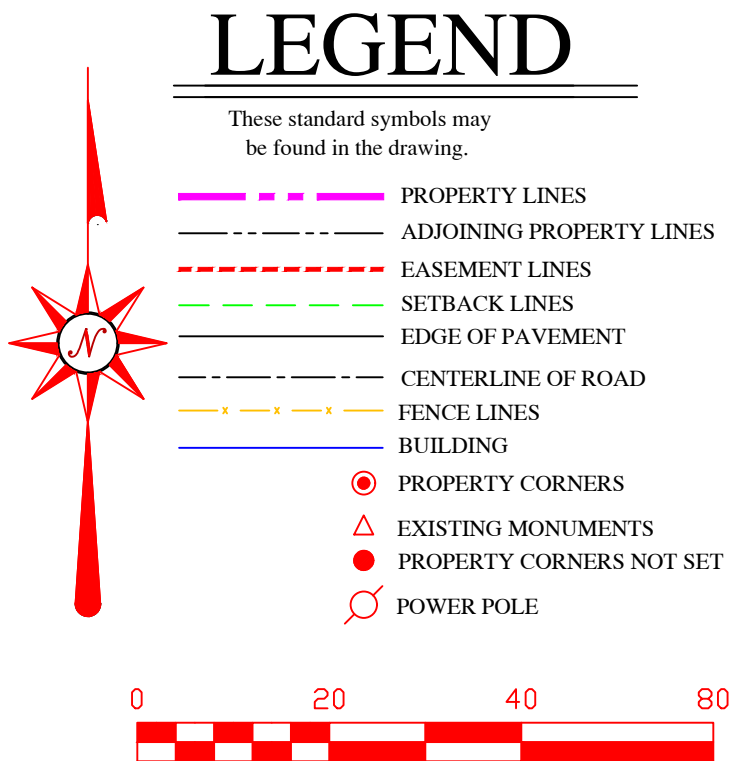 LEGEND
These standard symbols may
be found in the drawing.
PROPERTY LINES
ADJOINING PROPERTY LINES
EASEMENT LINES
SETBACK LINES
EDGE OF PAVEMENT
CENTERLINE OF ROAD
x x x FENCE LINES
BUILDING
PROPERTY CORNERS
EXISTING MONUMENTS
PROPERTY CORNERS NOT SET
POWER POLE
N
0 20 40 80